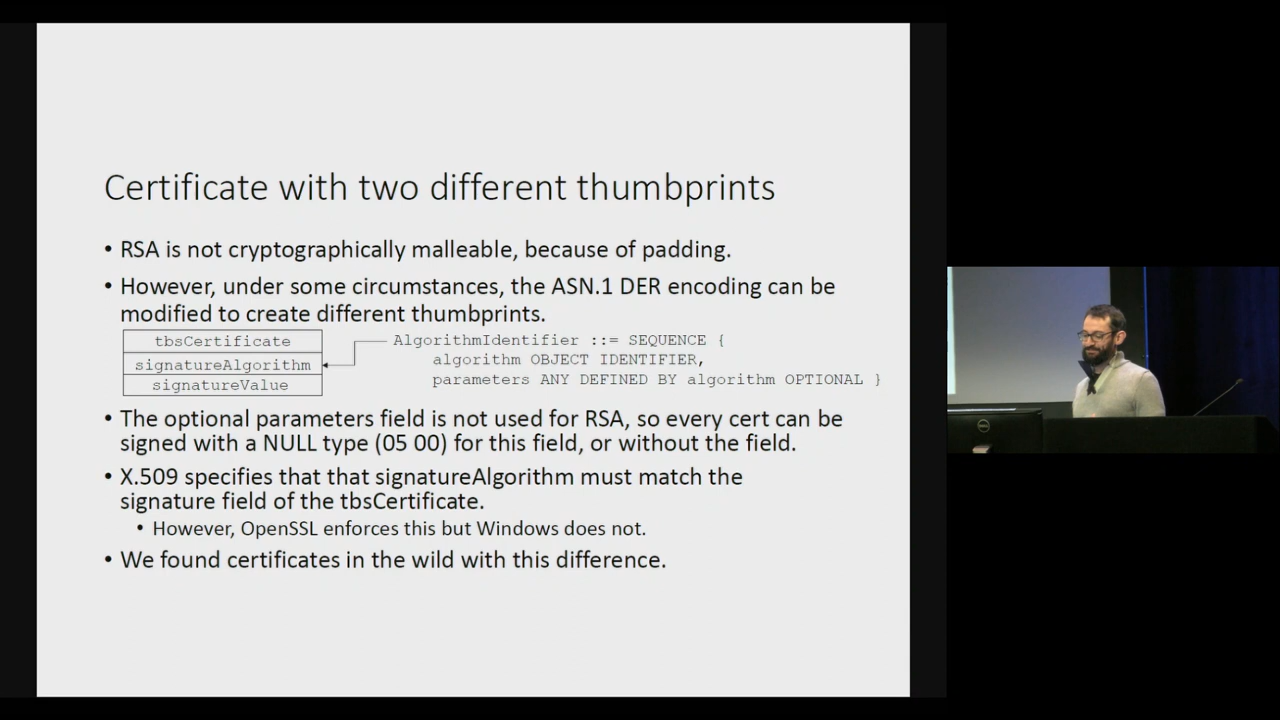 Certificate with two different thumbprints
• RSA is not cryptographically malleable, because of padding.
• However, under some circumstances, the ASN.1 DER encoding can be
modified to create different thumbprints.
tbsCertificate
signatureAlgorithm
signatureValue
AlgorithmIdentifier ::= SEQUENCE {
algorithm OBJECT IDENTIFIER,
parameters ANY DEFINED BY algorithm OPTIONAL }
• The optional parameters field is not used for RSA, so every cert can be
signed with a NULL type (05 00) for this field, or without the field.
• X.509 specifies that that signatureAlgorithm must match the
signature field of the tbsCertificate.
• However, OpenSSL enforces this but Windows does not.
• We found certificates in the wild with this difference.
DELL